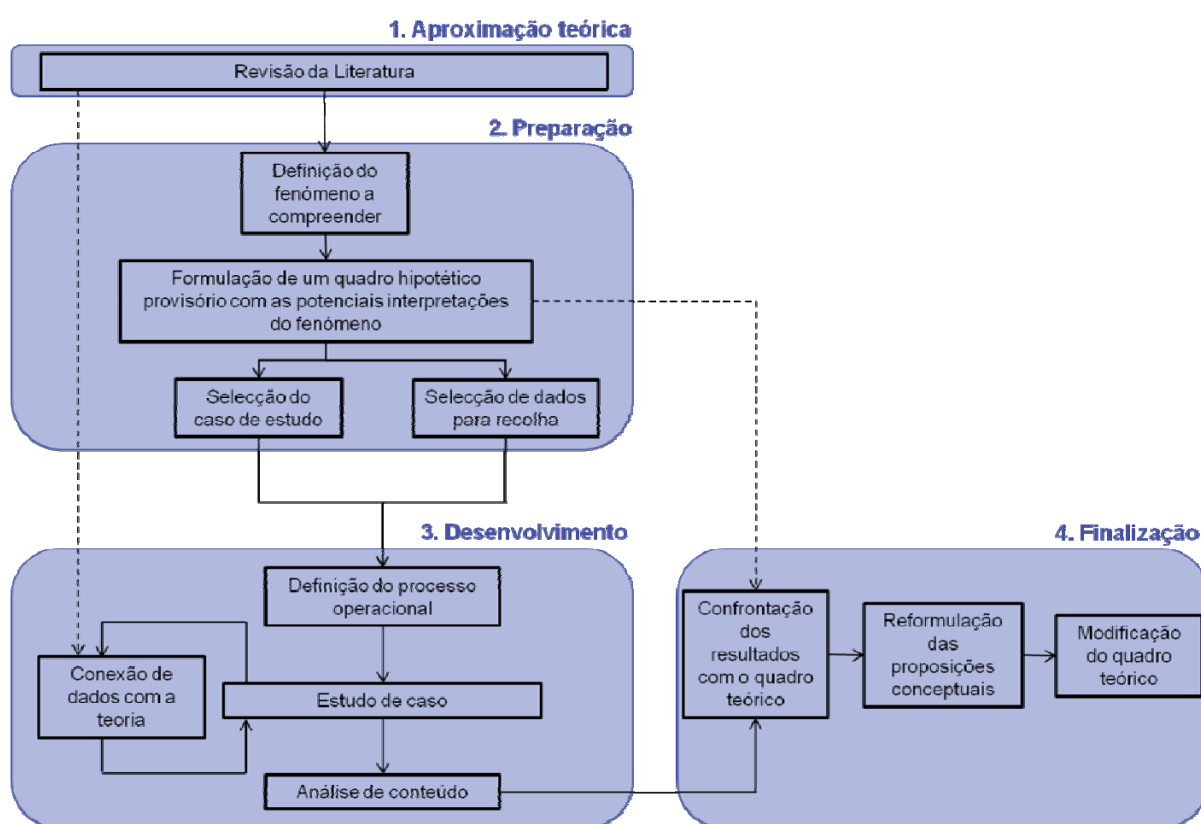 1. Aproximação teórica
Revisão da Literatura
2. Preparação
Definição do
fenómeno a
compreender
Formulação de um quadro hipotético
provisório com as potenciais interpretações
do fenómeno
Selecção do
caso de estudo
Selecção de dados
para recolha
3. Desenvolvimento
Definição do processo
operacional
Conexão de
dados com a
teoria
Estudo de caso
Análise de conteúdo
4. Finalização
Confrontação
dos
resultados
com o quadro
teórico
Reformulação
das
proposições
conceptuais
Modificação
do quadro
teórico